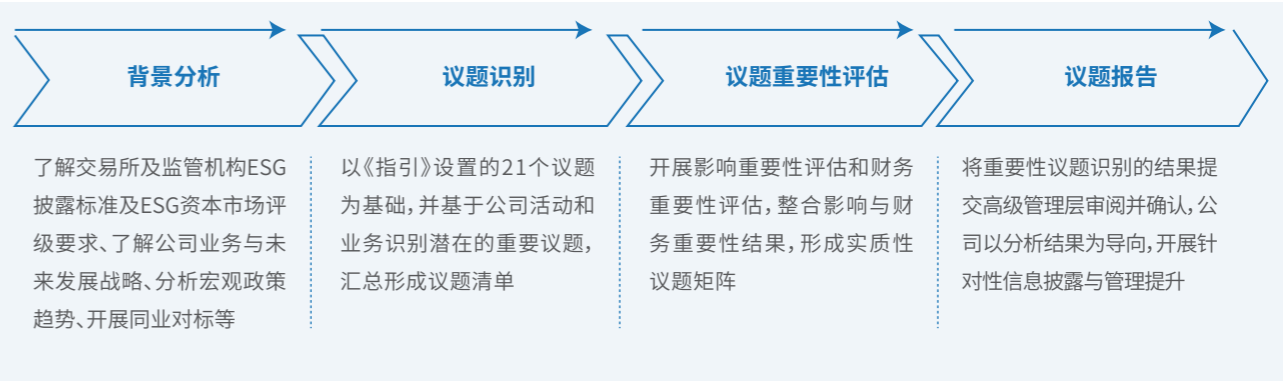 背景分析
了解交易所及监管机构ESG
披露标准及ESG资本市场评
级要求、了解公司业务与未
来发展战略、分析宏观政策
趋势、开展同业对标等
议题识别
以《指引》设置的21个议题
为基础,并基于公司活动和
业务识别潜在的重要议题,
汇总形成议题清单
议题重要性评估
开展影响重要性评估和财务
重要性评估,整合影响与财
务重要性结果,形成实质性
议题矩阵
议题报告
将重要性议题识别的结果提
交高级管理层审阅并确认,公
司以分析结果为导向,开展针
对性信息披露与管理提升